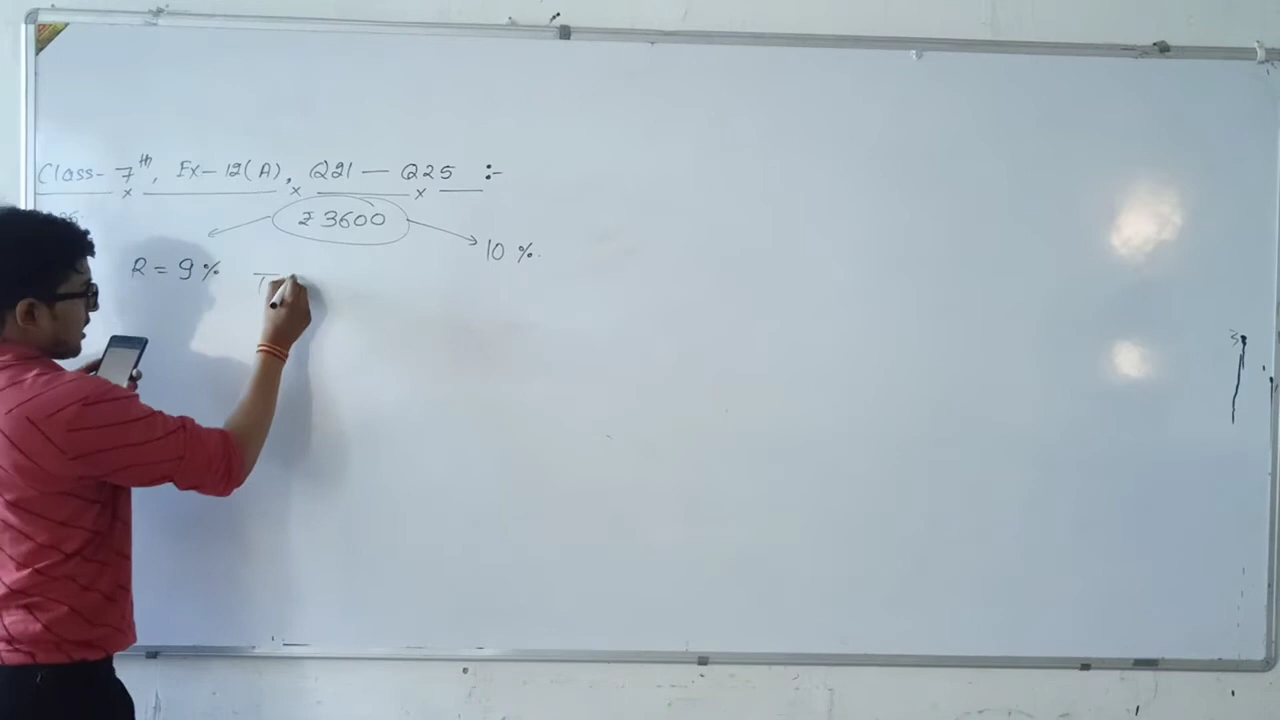 Class- 7th, Ex-12(A), Q21 — Q25 :-
₹ 3600
10 %.
R = 9 % T